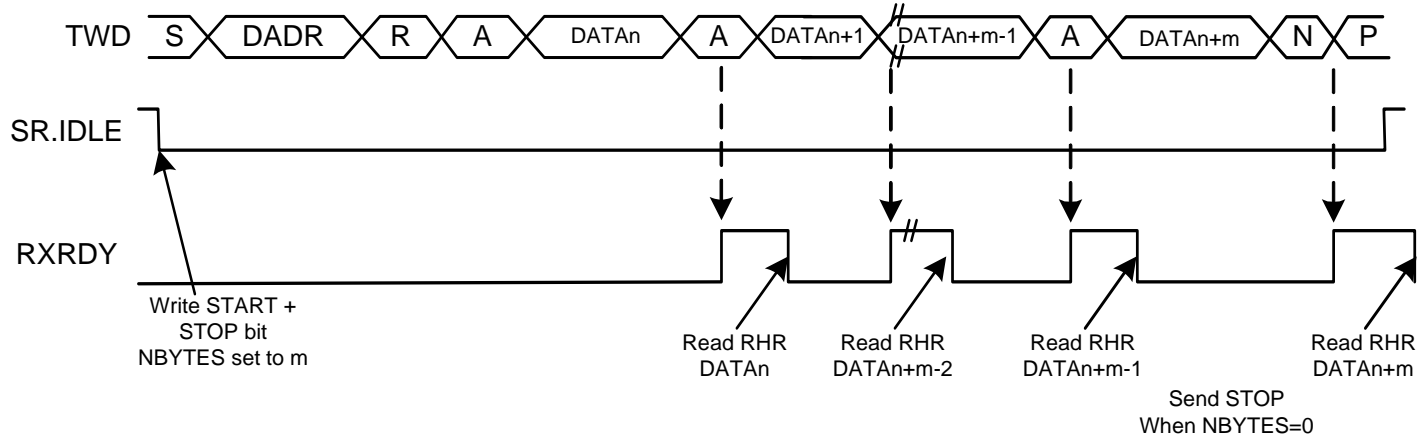 TWD S DADR R A DATAn A DATAn+1 DATAn+m-1 A DATAn+m N P
SR.IDLE
RXRDY
Write START +
STOP bit
NBYTES set to m
Read RHR
DATAn
Read RHR
DATAn+m-2
Read RHR
DATAn+m-1
Read RHR
DATAn+m
Send STOP
When NBYTES=0